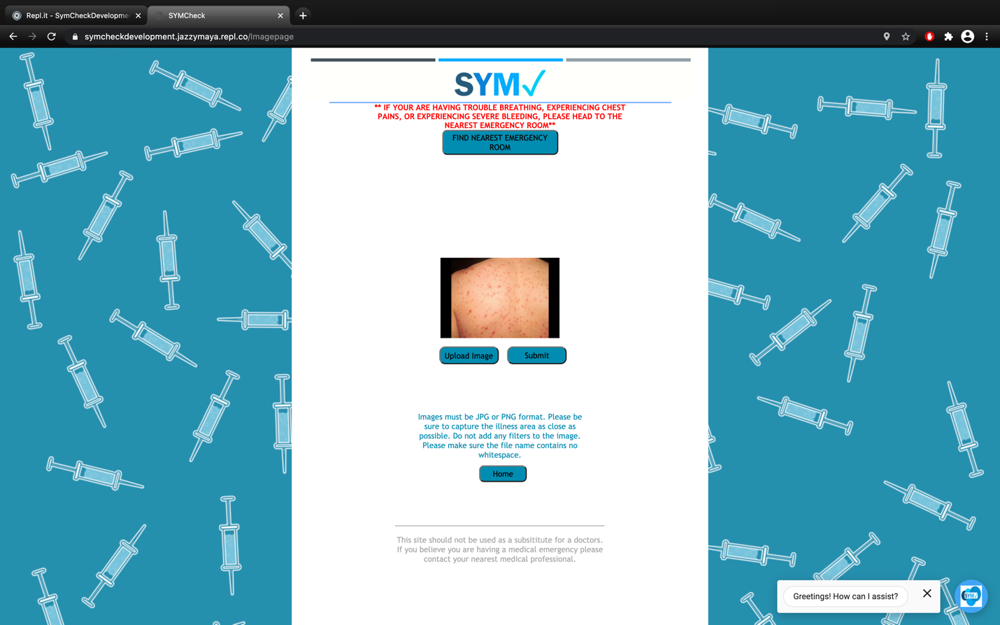 Repl.it - SymCheckDevelopme
SYMCheck
symcheckdevelopment.jazzymaya.repl.co/Imagepage
SYM✓
** IF YOUR ARE HAVING TROUBLE BREATHING, EXPERIENCING CHEST
PAINS, OR EXPERIENCING SEVERE BLEEDING, PLEASE HEAD TO THE
NEAREST EMERGENCY ROOM**
FIND NEAREST EMERGENCY
ROOM
Upload Image
Submit
Images must be JPG or PNG format. Please be
sure to capture the illness area as close as
possible. Do not add any filters to the image.
Please make sure the file name contains no
whitespace.
Home
This site should not be used as a subsititute for a doctors.
If you believe you are having a medical emergency please
contact your nearest medical professional.
Greetings! How can I assist?
SYM✓